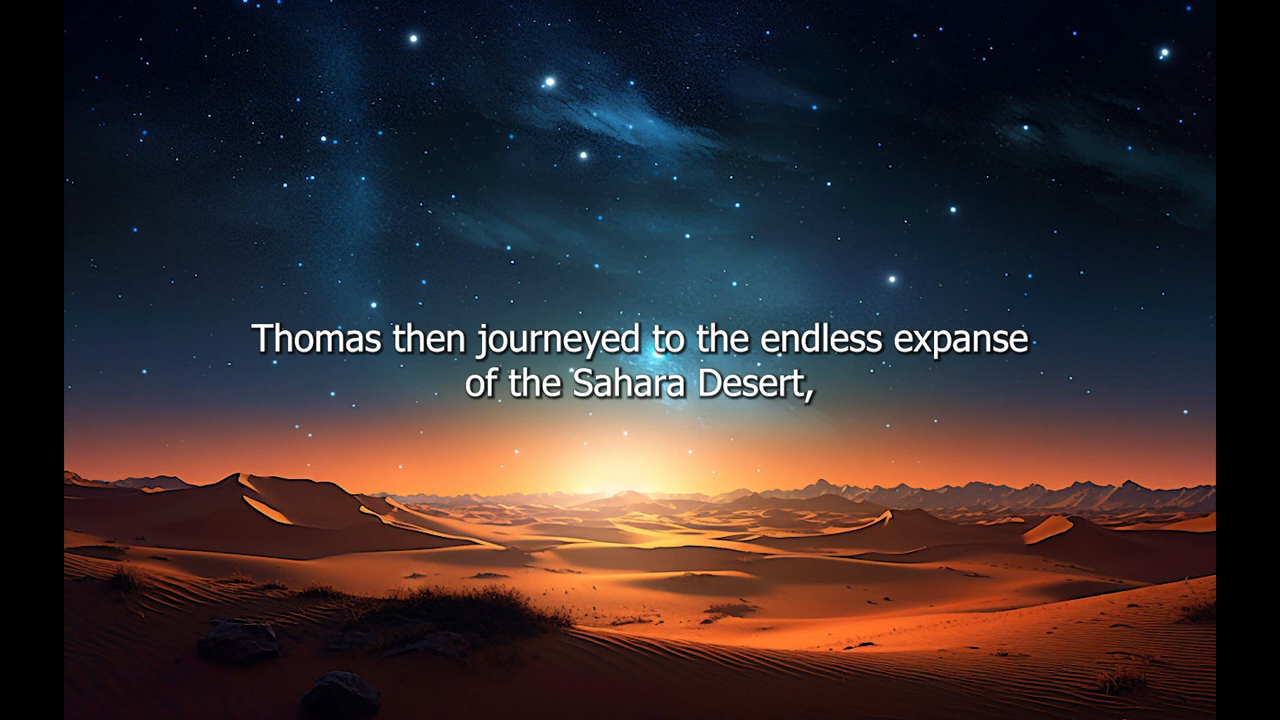 Thomas then journeyed to the endless expanse
of the Sahara Desert,